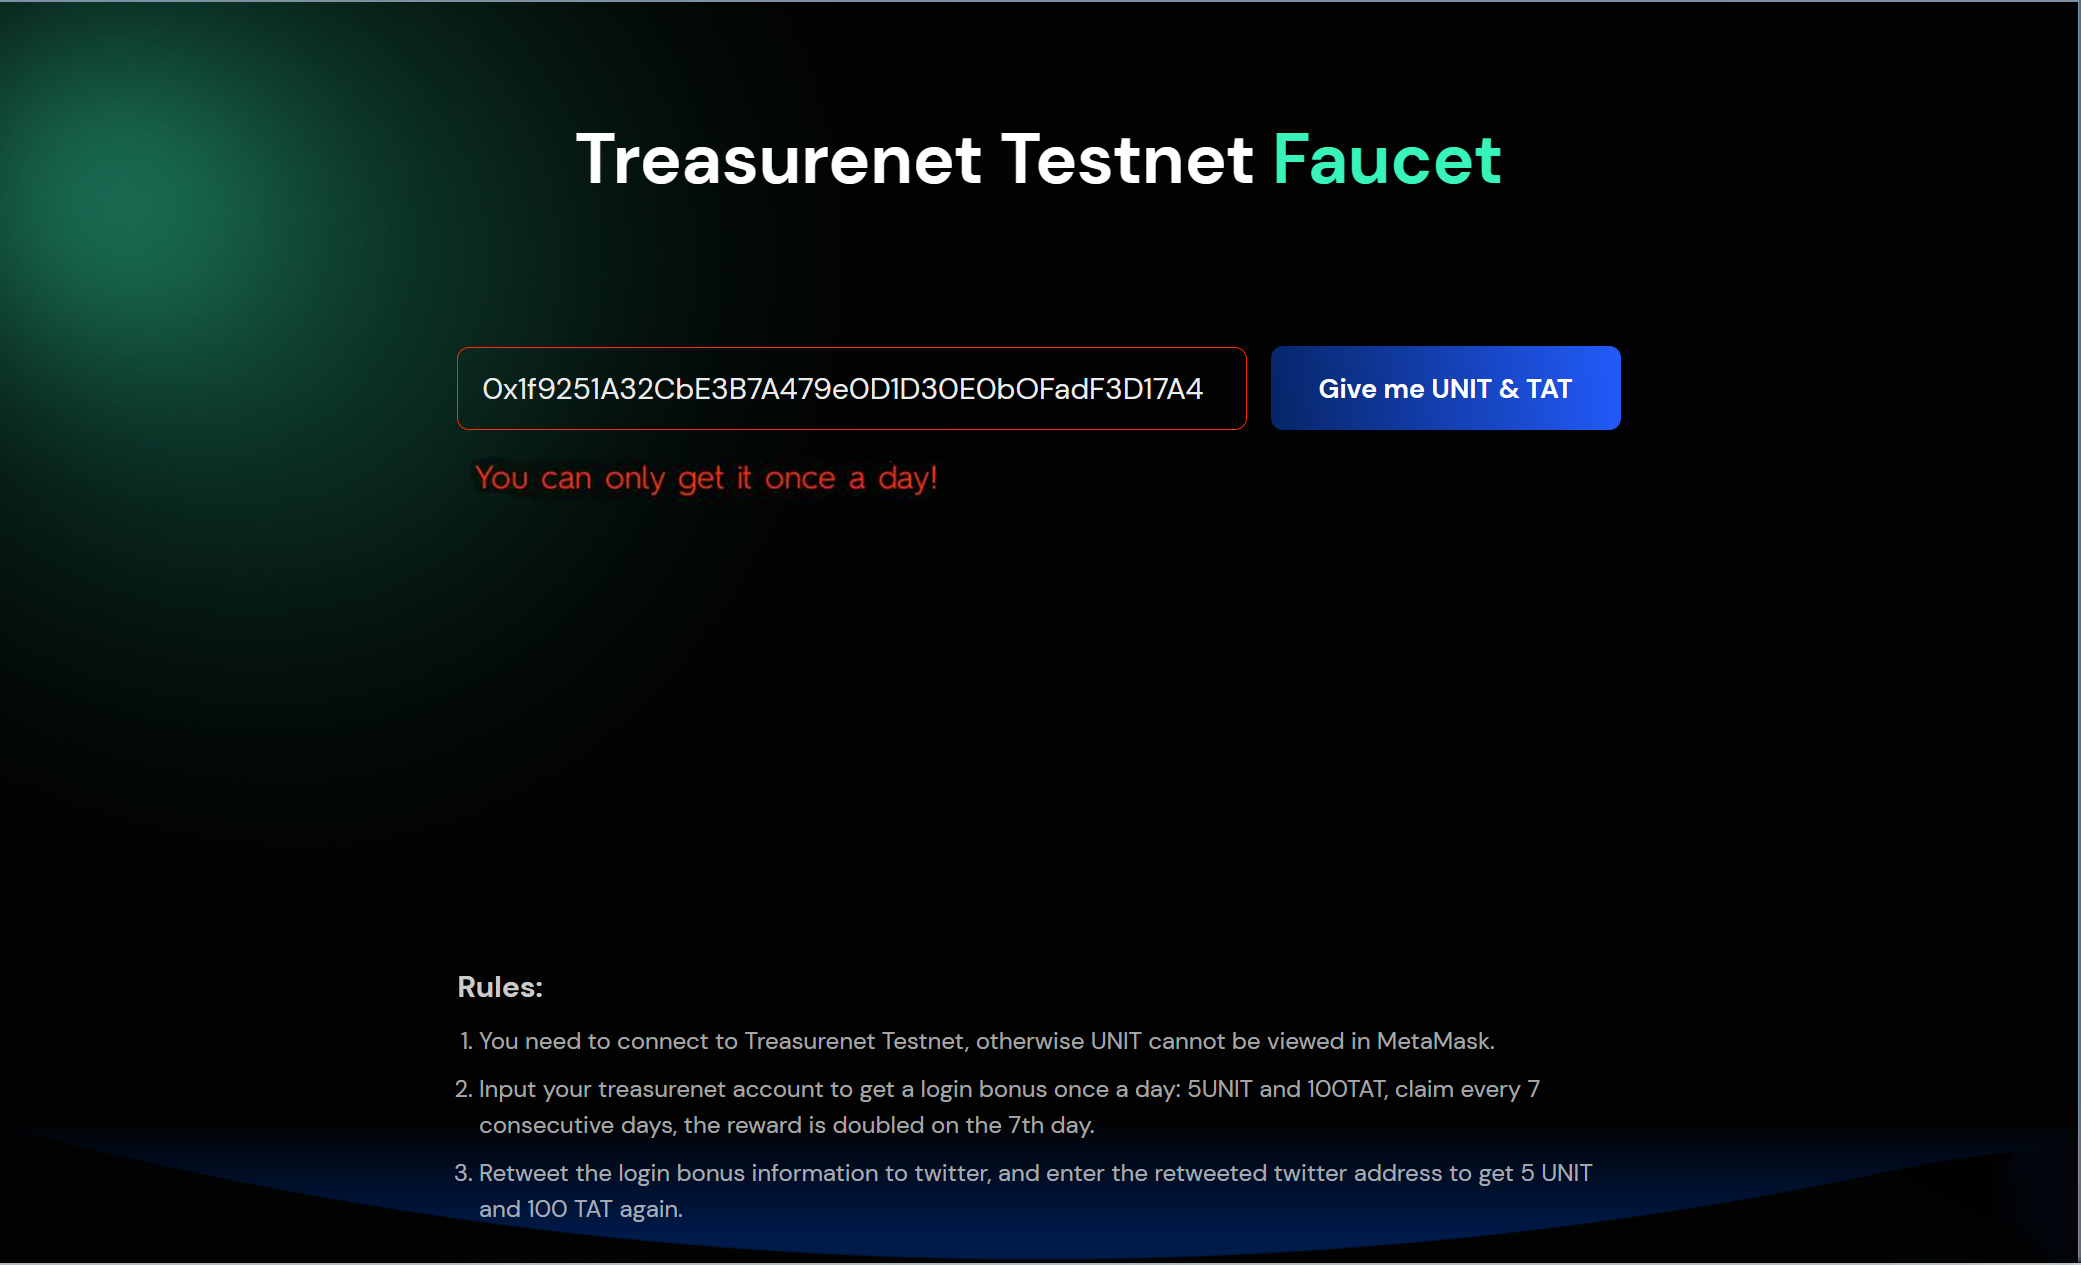 Treasurenet Testnet Faucet
0x1f9251A32CbE3B7A479e0D1D30E0bOFadF3D17A4
Give me UNIT & TAT
You can only get it once a day!
Rules:
1. You need to connect to Treasurenet Testnet, otherwise UNIT cannot be viewed in MetaMask.
2. Input your treasurenet account to get a login bonus once a day: 5UNIT and 100TAT, claim every 7
consecutive days, the reward is doubled on the 7th day.
3. Retweet the login bonus information to twitter, and enter the retweeted twitter address to get 5 UNIT
and 100 TAT again.